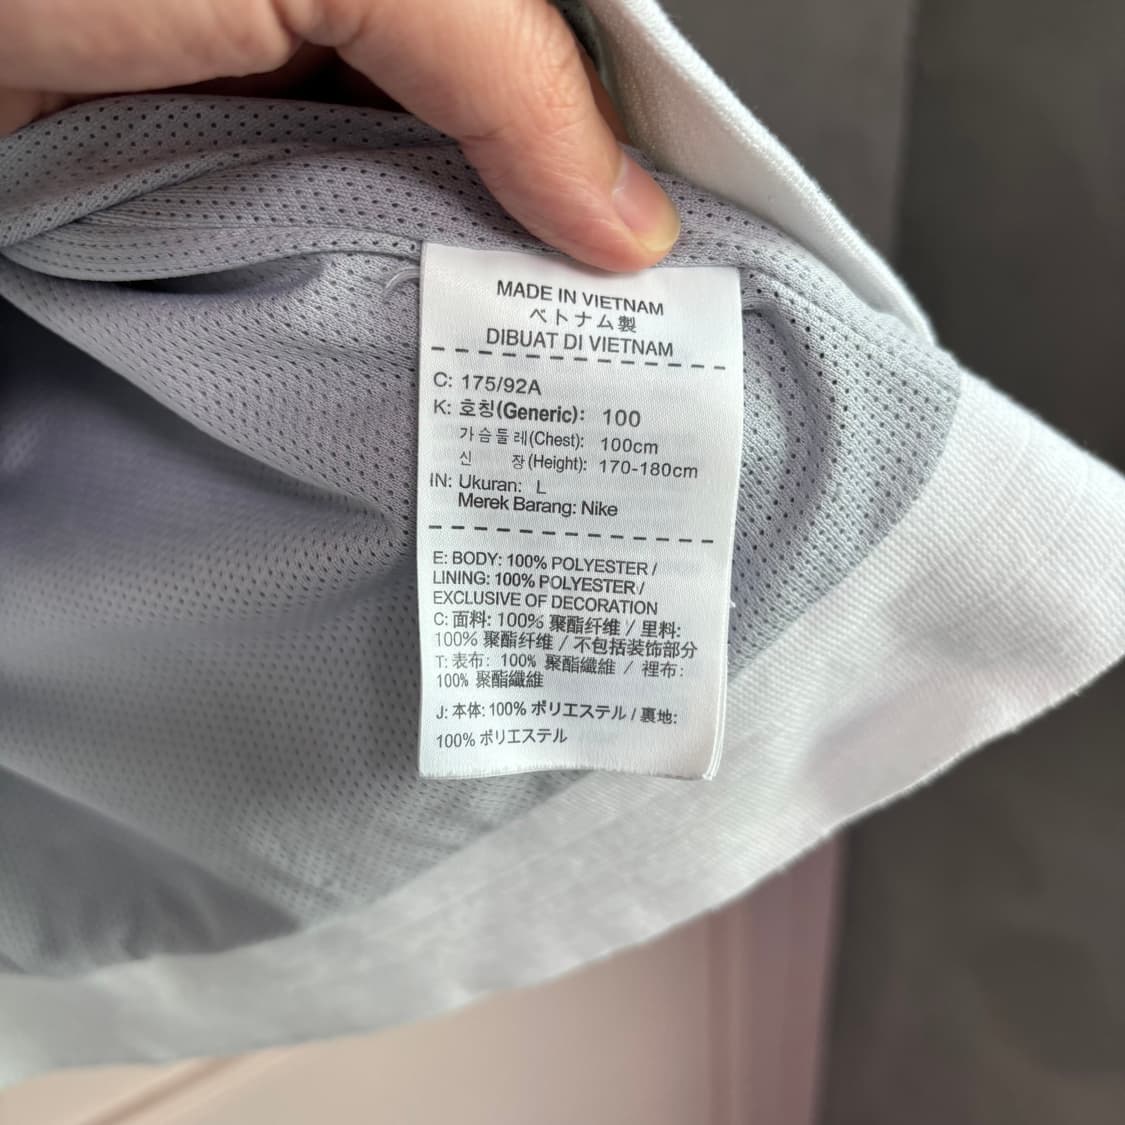 MADE IN VIETNAM
ベトナム製
DIBUAT DI VIETNAM
C: 175/92A
K: 호칭(Generic): 100
가슴둘레(Chest): 100cm
신 장(Height): 170-180cm
IN: Ukuran: L
Merek Barang: Nike
E: BODY: 100% POLYESTER /
LINING: 100% POLYESTER /
EXCLUSIVE OF DECORATION
C: 面料: 100% 聚酯纤维 / 里料:
100% 聚酯纤维 / 不包括装饰部分
T: 表布: 100% 聚酯纖維 / 裡布:
100% 聚酯纖維
J: 本体: 100% ポリエステル / 裏地:
100% ポリエステル